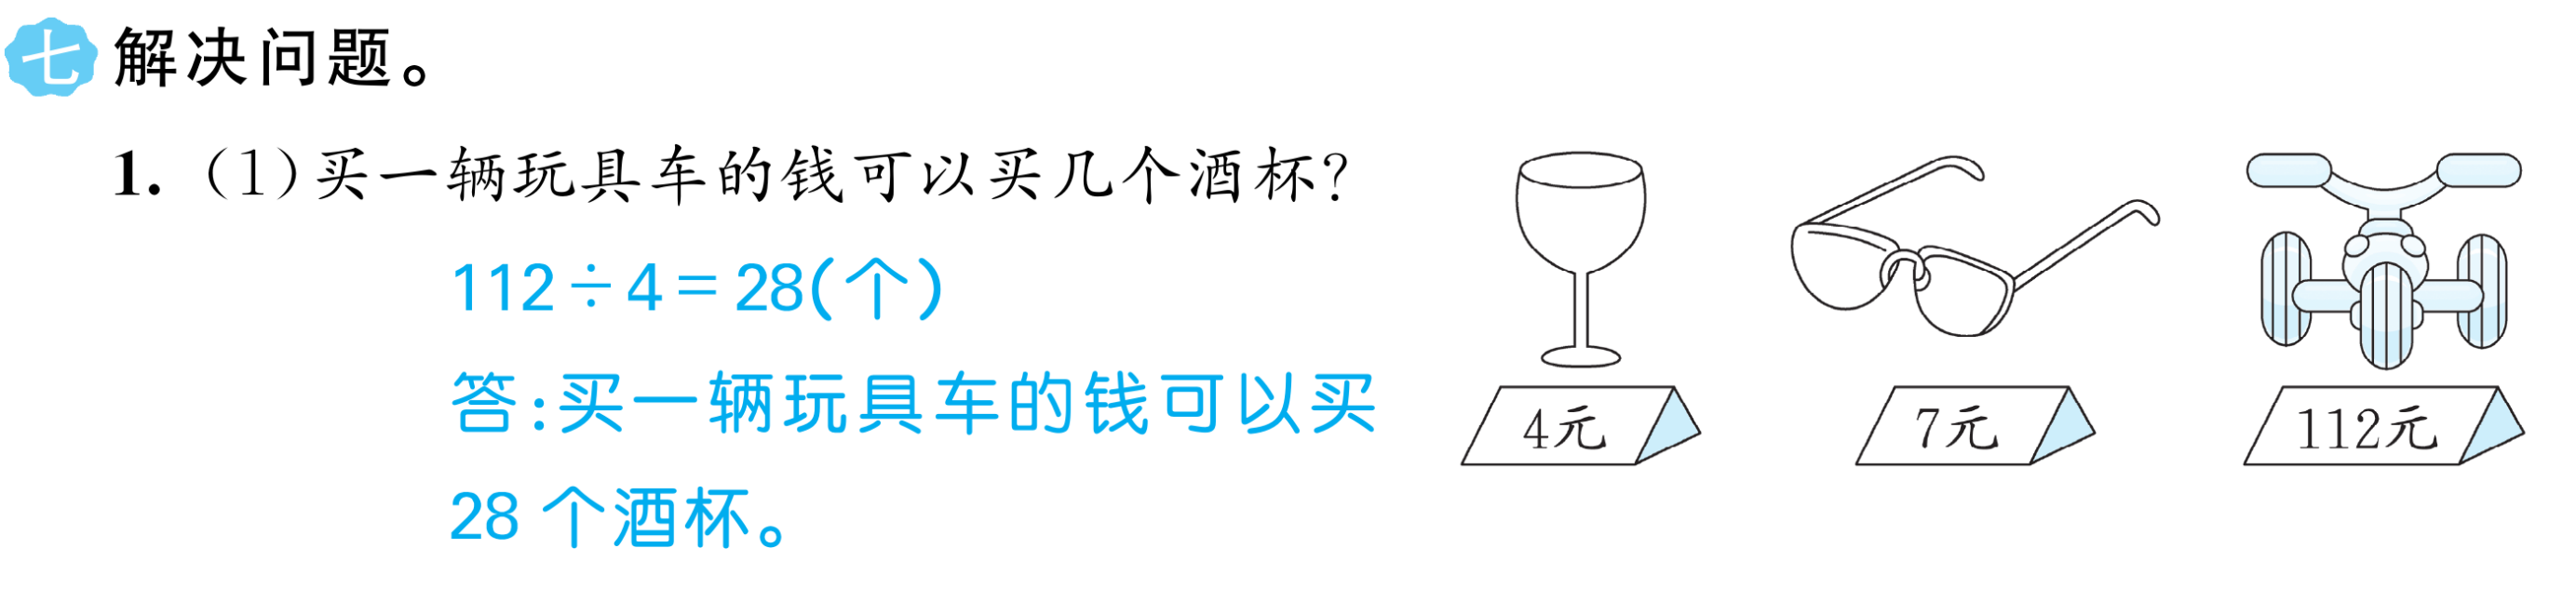 七 解决问题。
1. (1)买一辆玩具车的钱可以买几个酒杯?
112÷4=28(个)
答:买一辆玩具车的钱可以买
28 个酒杯。
4元 7元 112元